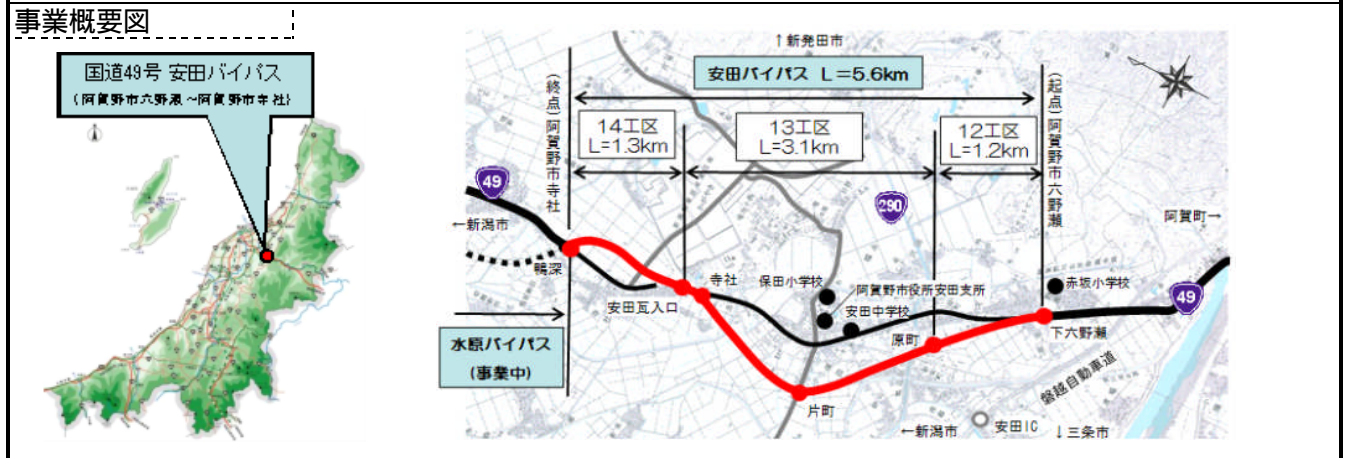 事業概要図
国道49号 安田バイパス
(阿賀野市六野瀬~阿賀野市寺社)
↑新発田市
安田バイパス L=5.6km
(終点)阿賀野市寺社
(起点)阿賀野市六野瀬
14工区
L=1.3km
13工区
L=3.1km
12工区
L=1.2km
49
290
←新潟市
阿賀町→
鴨深
安田瓦入口
寺社
保田小学校
阿賀野市役所安田支所
安田中学校
赤坂小学校
49
原町
下六野瀬
水原バイパス
(事業中)
片町
磐越自動車道
←新潟市
安田IC
↓三条市